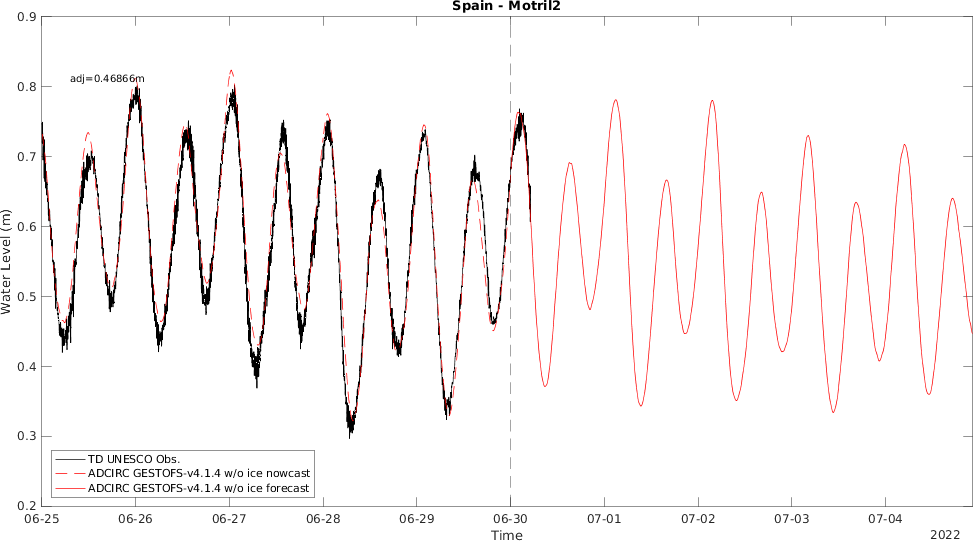 Spain - Motril2
0.9
0.8
0.7
0.6
0.5
0.4
0.3
0.2
Water Level (m)
adj=0.46866m
TD UNESCO Obs.
ADCIRC GESTOFS-v4.1.4 w/o ice nowcast
ADCIRC GESTOFS-v4.1.4 w/o ice forecast
06-25 06-26 06-27 06-28 06-29 06-30 07-01 07-02 07-03 07-04
Time
2022